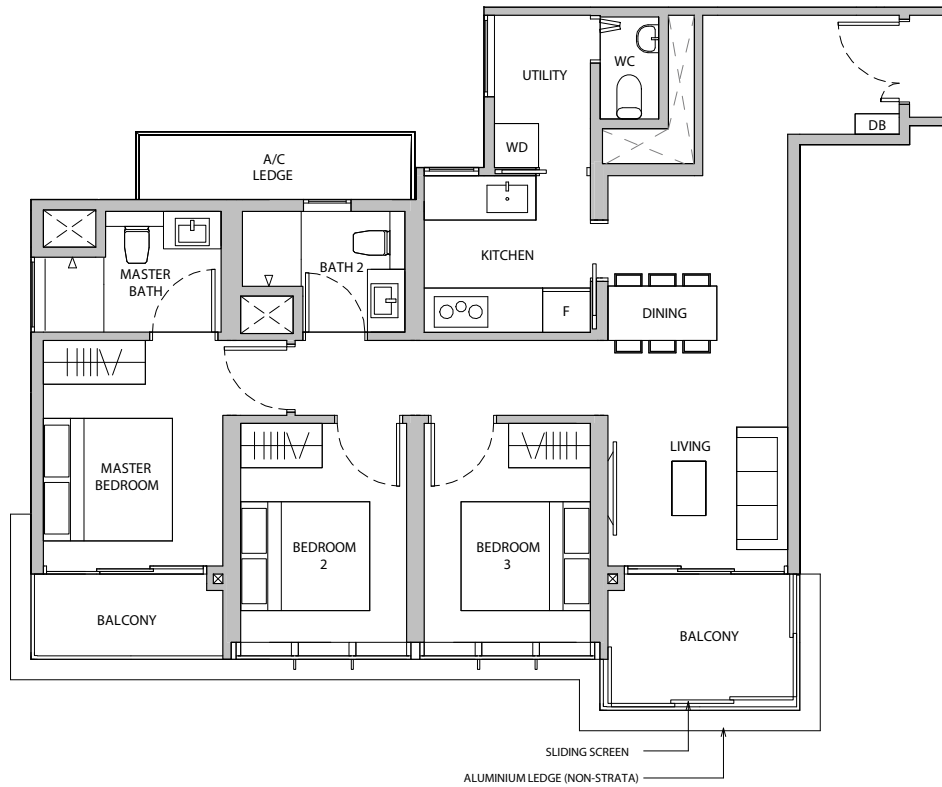 UTILITY
WC
WD
DB
A/C
LEDGE
KITCHEN
MASTER
BATH
BATH 2
F
DINING
LIVING
MASTER
BEDROOM
BEDROOM
2
BEDROOM
3
BALCONY
BALCONY
SLIDING SCREEN
ALUMINIUM LEDGE (NON-STRATA)